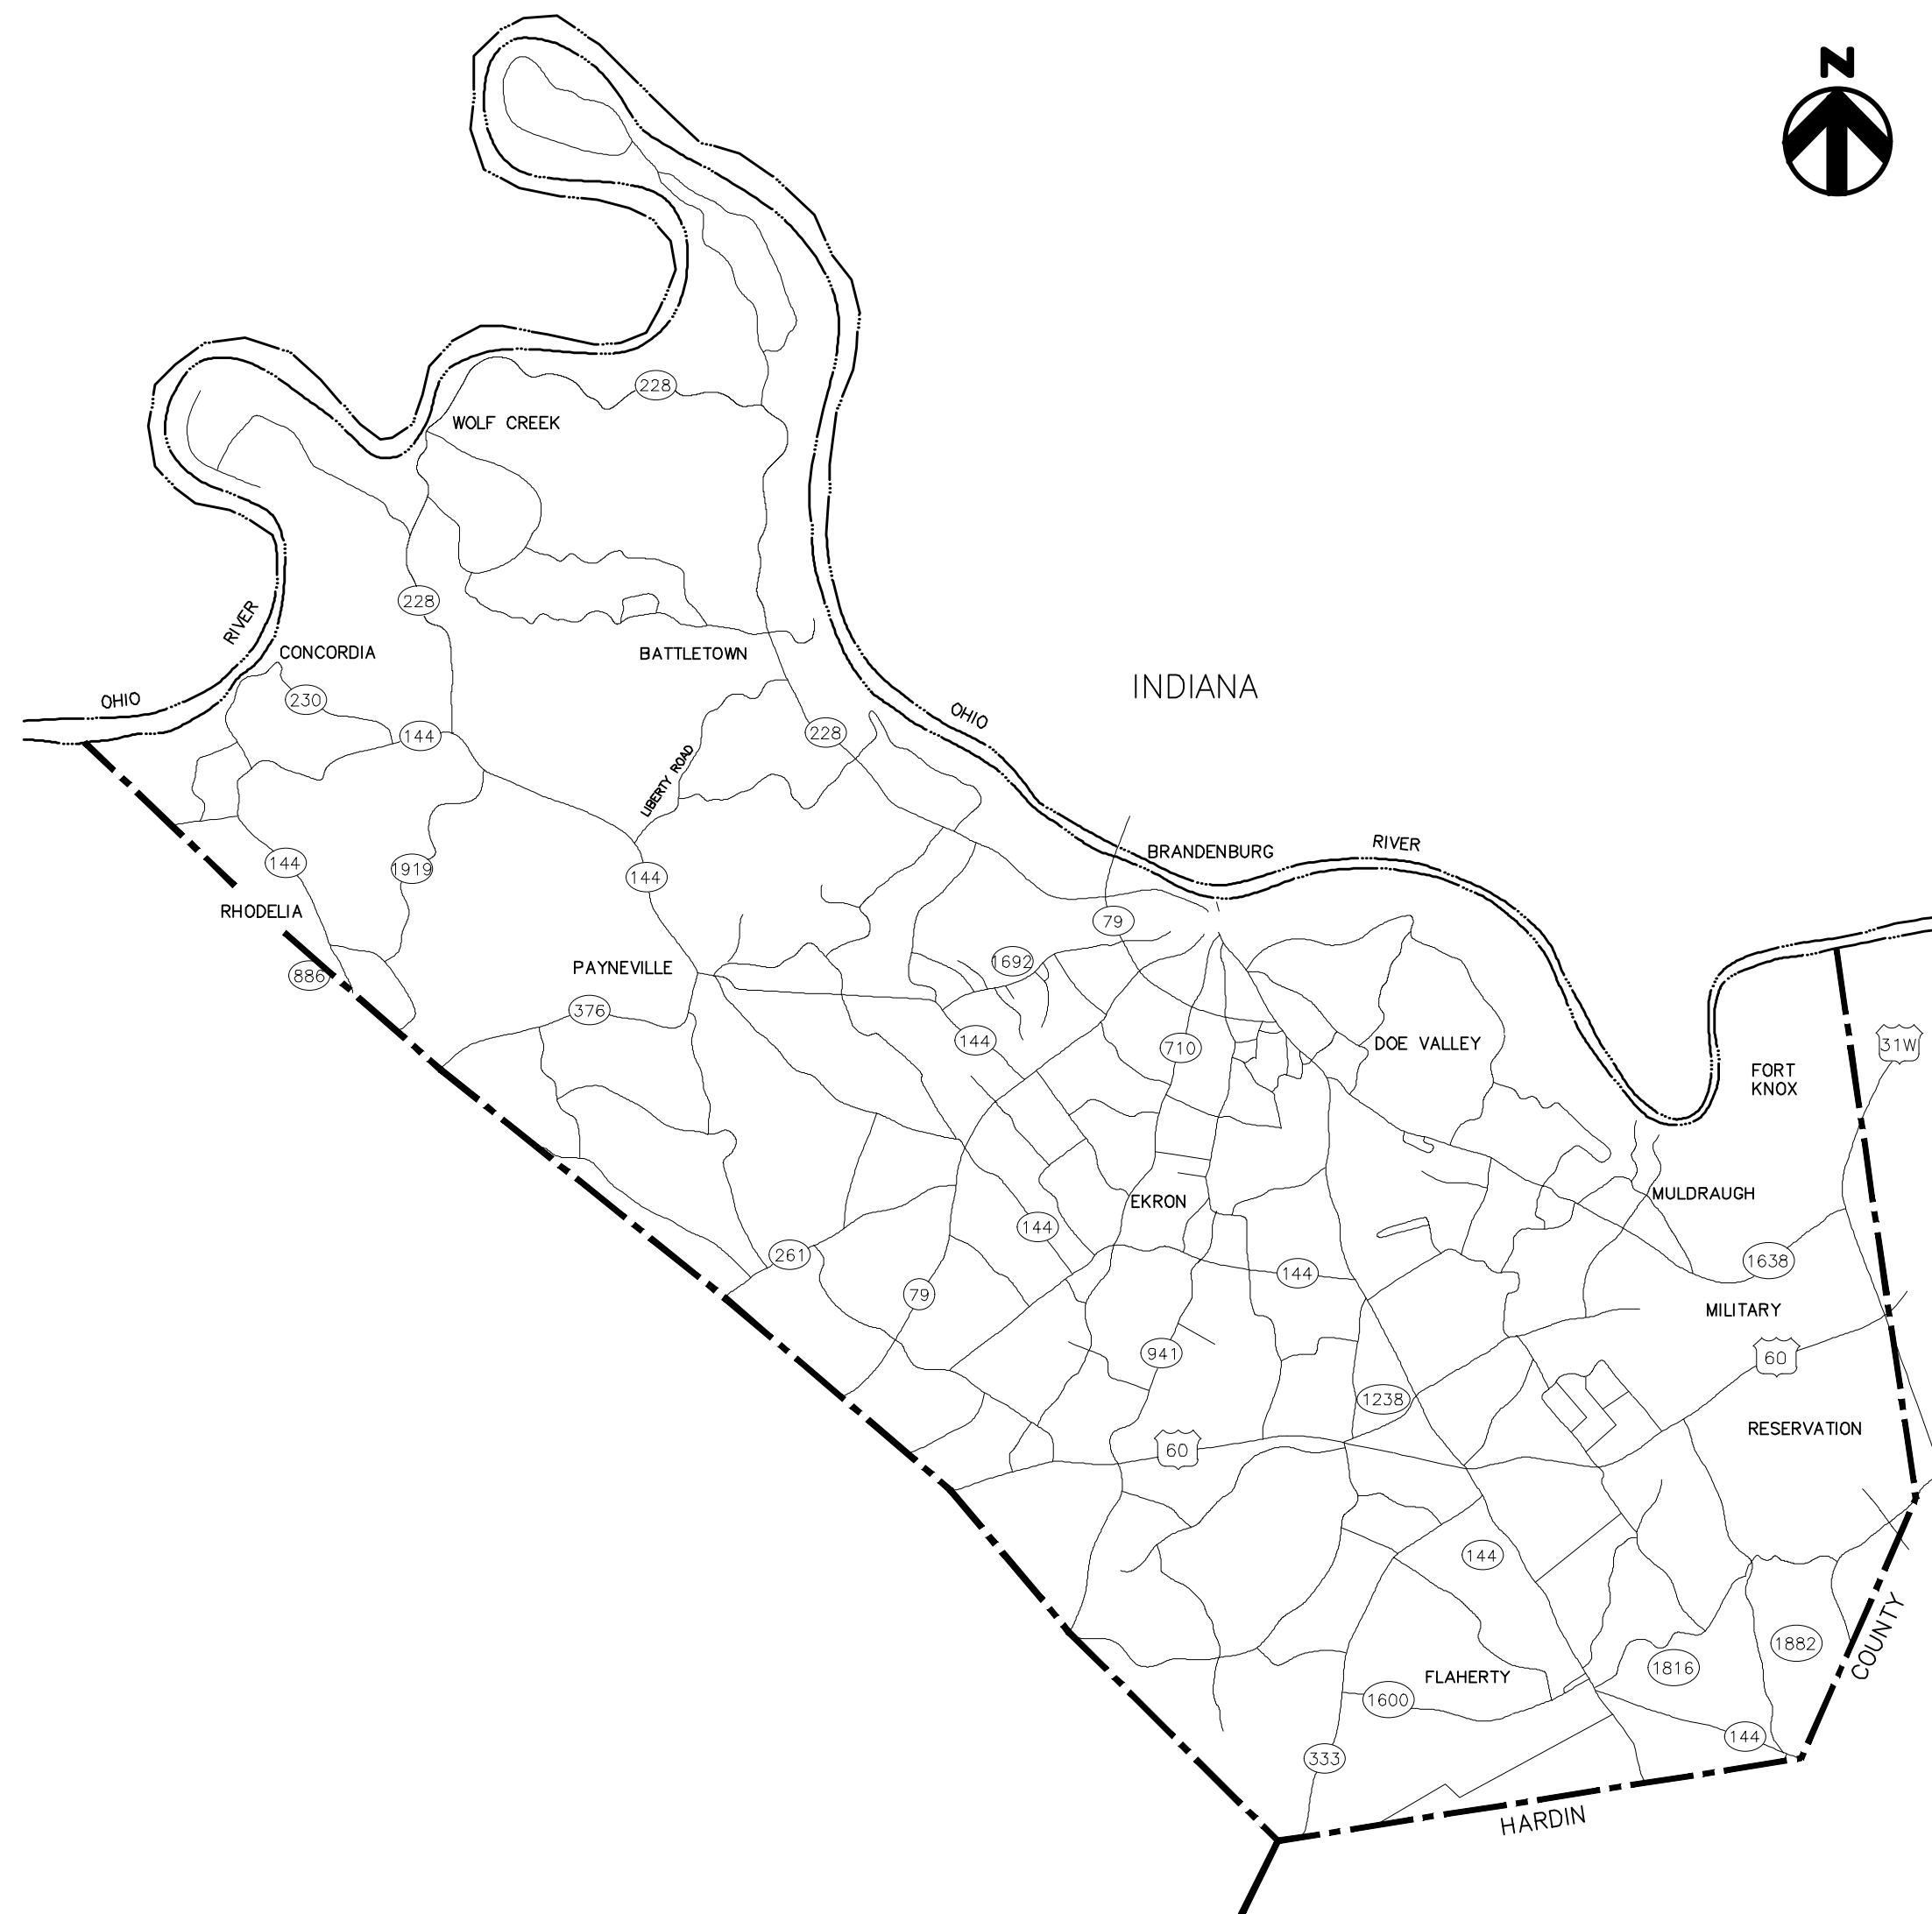 N
228
WOLF CREEK
228
RIVER
CONCORDIA
BATTLETOWN
INDIANA
OHIO
230
OHIO
144
228
LIBERTY ROAD
RIVER
BRANDENBURG
144
1919
144
RHODELIA
79
886
PAYNEVILLE
1692
376
144
710
DOE VALLEY
31W
FORT
KNOX
EKRON
MULDRAUGH
144
261
1638
144
79
MILITARY
941
60
1238
RESERVATION
60
144
COUNTY
1882
1816
FLAHERTY
1600
144
333
HARDIN